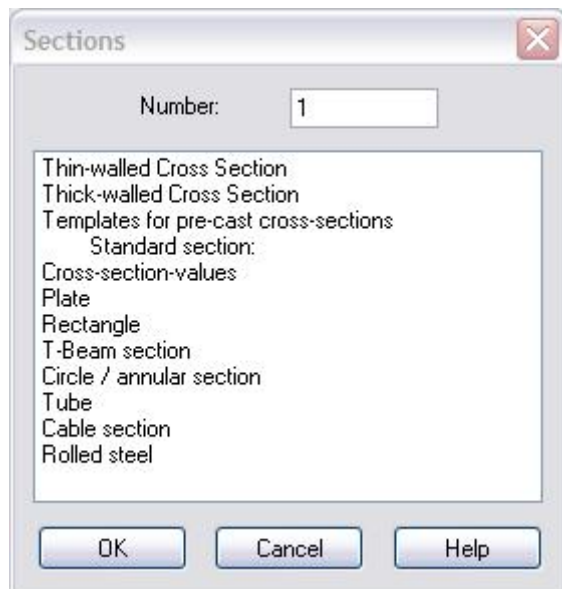 Sections
Number: 1
Thin-walled Cross Section
Thick-walled Cross Section
Templates for pre-cast cross-sections
Standard section:
Cross-section-values
Plate
Rectangle
T-Beam section
Circle / annular section
Tube
Cable section
Rolled steel
OK Cancel Help